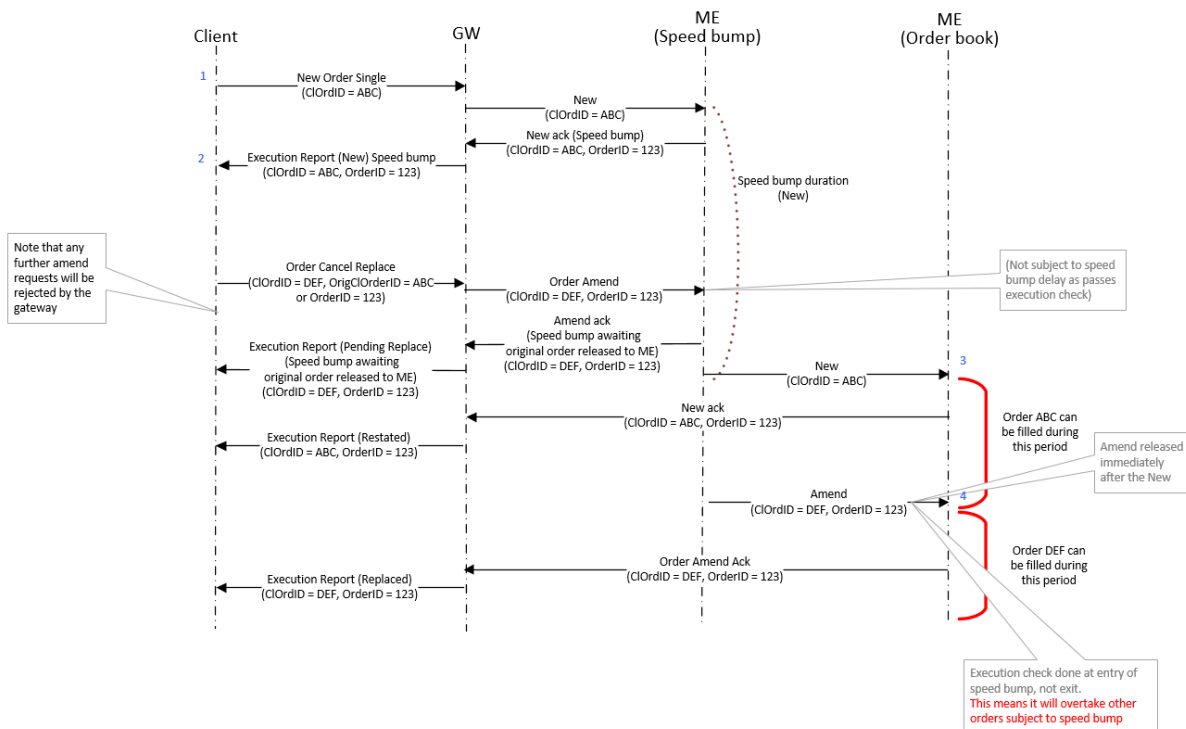 Client
GW
ME
(Speed bump)
ME
(Order book)
1
New Order Single
(ClOrdID = ABC)
New
(ClOrdID = ABC)
New ack (Speed bump)
(ClOrdID = ABC, OrderID = 123)
2
Execution Report (New) Speed bump
(ClOrdID = ABC, OrderID = 123)
Speed bump duration
(New)
Note that any
further amend
requests will be
rejected by the
gateway
Order Cancel Replace
(ClOrdID = DEF, OrigClOrderID = ABC
or OrderID = 123)
Order Amend
(ClOrdID = DEF, OrderID = 123)
(Not subject to speed
bump delay as passes
execution check)
Amend ack
(Speed bump awaiting
original order released to ME)
(ClOrdID = DEF, OrderID = 123)
Execution Report (Pending Replace)
(Speed bump awaiting
original order released to ME)
(ClOrdID = DEF, OrderID = 123)
3
New
(ClOrdID = ABC)
New ack
(ClOrdID = ABC, OrderID = 123)
Order ABC can
be filled during
this period
Execution Report (Restated)
(ClOrdID = ABC, OrderID = 123)
Amend released
immediately
after the New
Amend
(ClOrdID = DEF, OrderID = 123)
4
Order Amend Ack
(ClOrdID = DEF, OrderID = 123)
Order DEF can
be filled during
this period
Execution Report (Replaced)
(ClOrdID = DEF, OrderID = 123)
Execution check done at entry of
speed bump, not exit.
This means it will overtake other
orders subject to speed bump